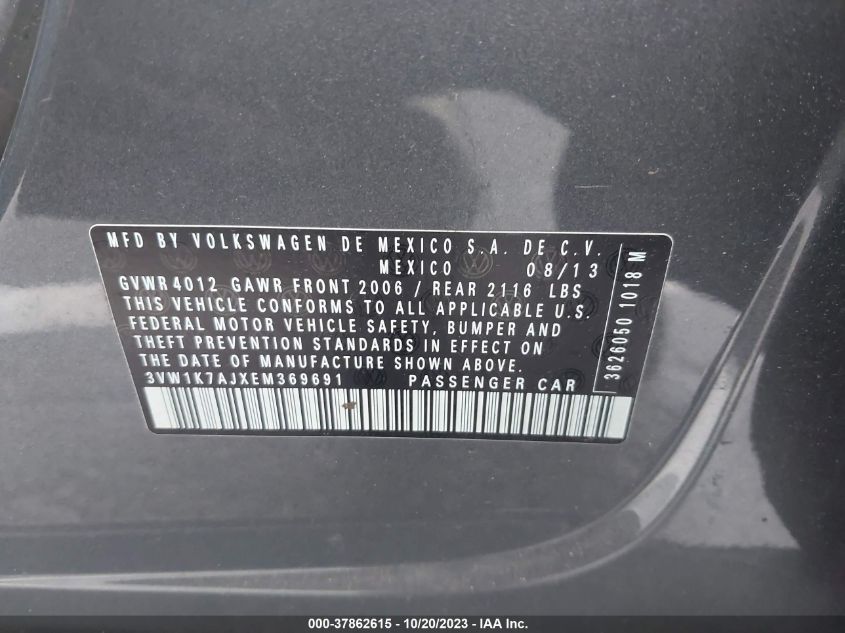 MFD BY VOLKSWAGEN DE MEXICO S.A. DE C.V.
MEXICO 08/13
GVWR 4012 GAWR FRONT 2006 / REAR 2116 LBS
THIS VEHICLE CONFORMS TO ALL APPLICABLE U.S.
FEDERAL MOTOR VEHICLE SAFETY, BUMPER AND
THEFT PREVENTION STANDARDS IN EFFECT ON
THE DATE OF MANUFACTURE SHOWN ABOVE.
3VW1K7AJXEM369691 PASSENGER CAR
3626050 1018 M
000-37862615 - 10/20/2023 - IAA Inc.